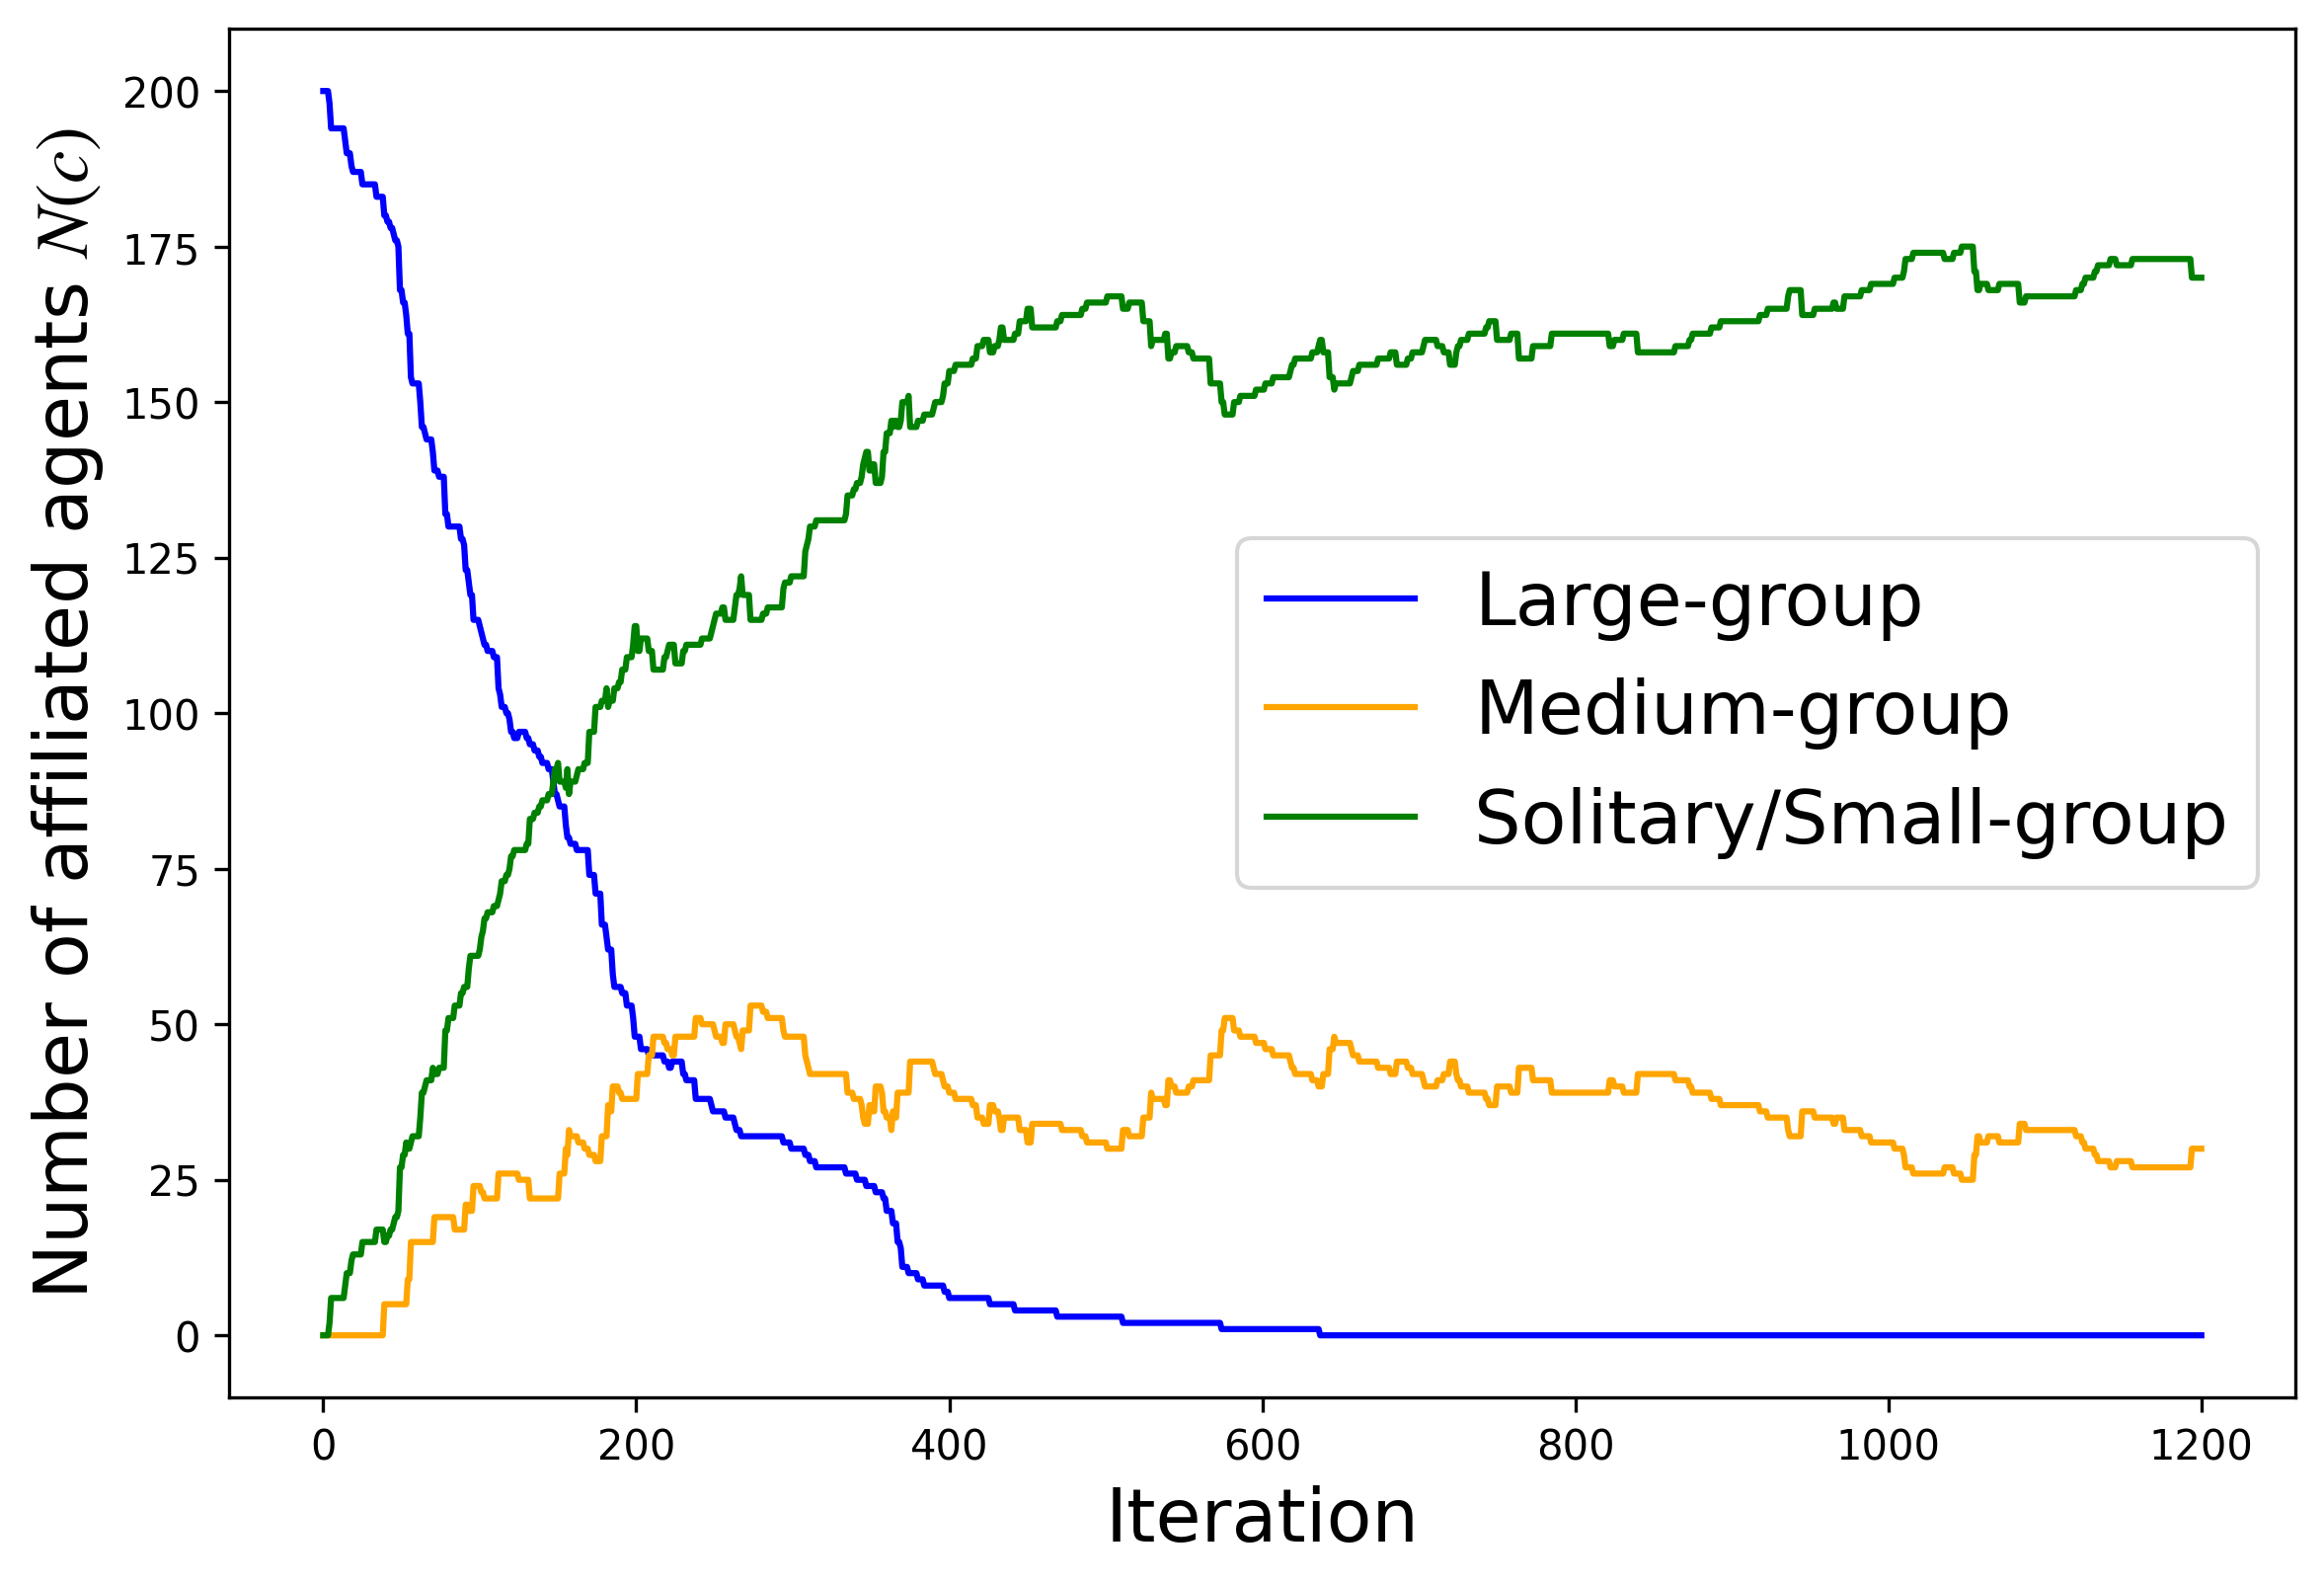 Number of affiliated agents N(c)
200
175
150
125
100
75
50
25
0
Large-group
Medium-group
Solitary/Small-group
0 200 400 600 800 1000 1200
Iteration